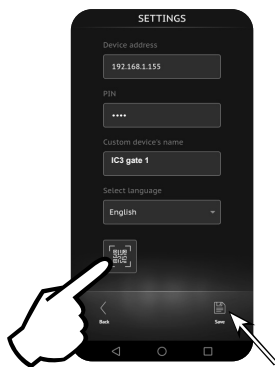 SETTINGS
Device address
192.168.1.155
PIN
••••
Custom device's name
IC3 gate 1
Select language
English
Back
Save